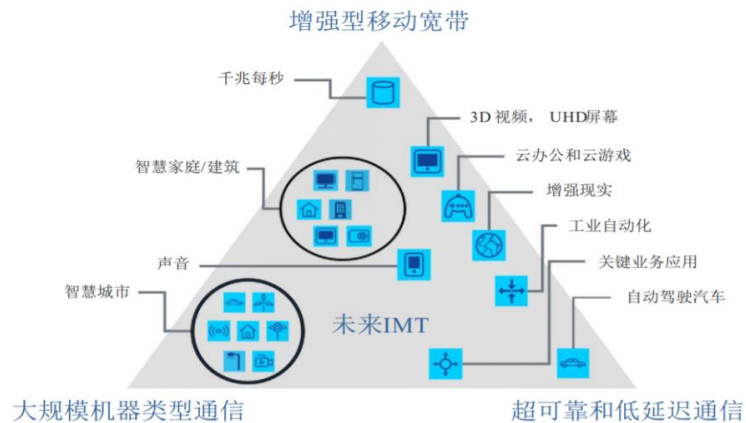 增强型移动宽带
千兆每秒
3D 视频， UHD屏幕
云办公和云游戏
智慧家庭/建筑
增强现实
工业自动化
声音
关键业务应用
智慧城市
自动驾驶汽车
未来IMT
大规模机器类型通信
超可靠和低延迟通信